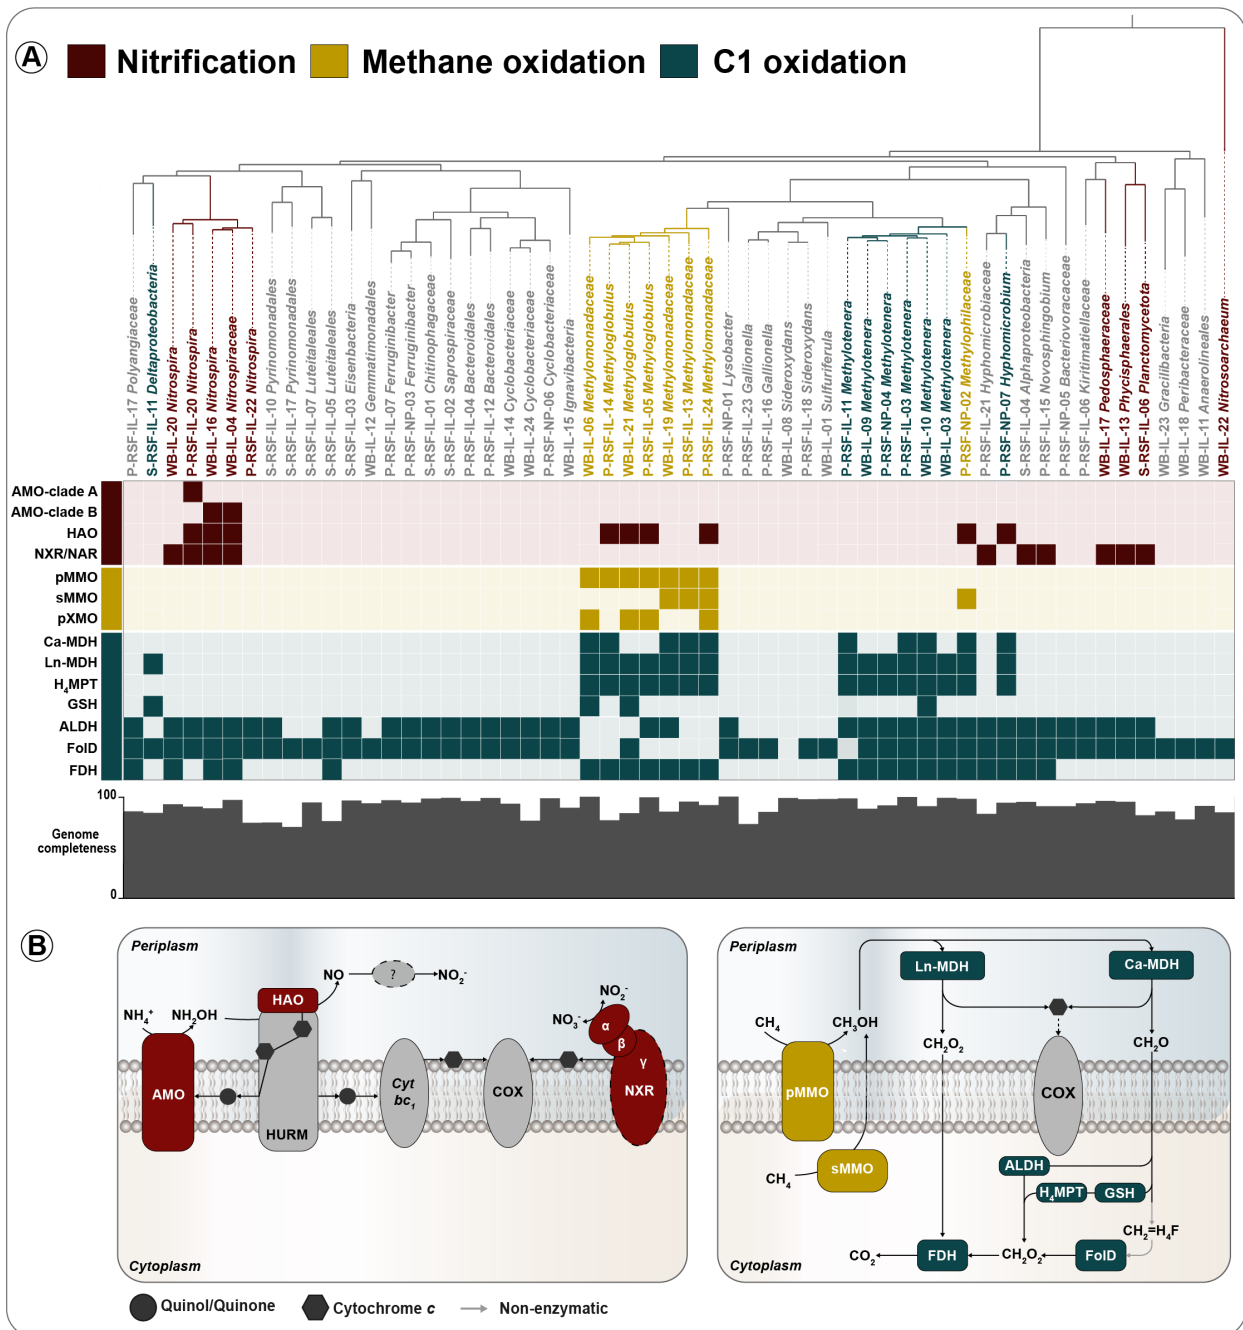 A
Nitrification
Methane oxidation
C1 oxidation
P-RSF-IL-17 Polyangiaceae
S-RSF-IL-11 Deltaproteobacteria
WB-IL-20 Nitrospira
P-RSF-IL-20 Nitrospira
WB-IL-16 Nitrospira
WB-IL-04 Nitrospiraceae
P-RSF-IL-22 Nitrospira
S-RSF-IL-10 Pyrinomonadales
S-RSF-IL-17 Pyrinomonadales
S-RSF-IL-07 Luteitaleales
S-RSF-IL-05 Luteitaleales
S-RSF-IL-03 Eisenbacteria
WB-IL-12 Gemmatimonadales
P-RSF-IL-07 Ferruginibacter
P-RSF-NP-03 Ferruginibacter
S-RSF-IL-01 Chitinophagaceae
S-RSF-IL-02 Saprospiraceae
P-RSF-IL-04 Bacteroidales
P-RSF-IL-12 Bacteroidales
WB-IL-14 Cyclobacteriaceae
WB-IL-24 Cyclobacteriaceae
P-RSF-NP-06 Cyclobacteriaceae
WB-IL-15 Ignavibacteria
WB-IL-06 Methylomonadaceae
P-RSF-IL-14 Methyloglobulus
WB-IL-21 Methyloglobulus
P-RSF-IL-05 Methyloglobulus
WB-IL-19 Methylomonadaceae
P-RSF-IL-13 Methylomonadaceae
P-RSF-IL-24 Methylomonadaceae
P-RSF-NP-01 Lysobacter
P-RSF-IL-23 Gallionella
P-RSF-IL-16 Gallionella
WB-IL-08 Sideroxydans
P-RSF-IL-18 Sideroxydans
WB-IL-01 Sulfuriferula
P-RSF-IL-11 Methylotenera
WB-IL-09 Methylotenera
P-RSF-NP-04 Methylotenera
P-RSF-IL-03 Methylotenera
WB-IL-10 Methylotenera
WB-IL-03 Methylotenera
P-RSF-NP-02 Methylophilaceae
P-RSF-IL-21 Hyphomicrobiaceae
P-RSF-NP-07 Hyphomicrobium
S-RSF-IL-04 Alphaproteobacteria
P-RSF-IL-15 Novosphingobium
P-RSF-NP-05 Bacteriovoracaceae
P-RSF-IL-06 Kiritimatiellaceae
WB-IL-17 Pedosphaeraceae
WB-IL-13 Phycisphaerales
S-RSF-IL-06 Planctomycetota
WB-IL-23 Gracilibacteria
WB-IL-18 Peribacteraceae
WB-IL-11 Anaerolineales
WB-IL-22 Nitrosoarchaeum
AMO-clade A
AMO-clade B
HAO
NXR/NAR
pMMO
sMMO
pXMO
Ca-MDH
Ln-MDH
H4MPT
GSH
ALDH
FolD
FDH
100
Genome
completeness
0
B
Periplasm
NO
?
NO2-
HAO
NH4+
NH2OH
NO2-
NO3-
α
β
γ
AMO
Cyt
bc1
COX
NXR
HURM
Cytoplasm
Periplasm
Ln-MDH
Ca-MDH
CH4
CH3OH
CH2O2
CH2O
pMMO
COX
CH4
sMMO
ALDH
H4MPT
GSH
CH2=H4F
CO2
FDH
CH2O2
FolD
Cytoplasm
Quinol/Quinone
Cytochrome c
Non-enzymatic